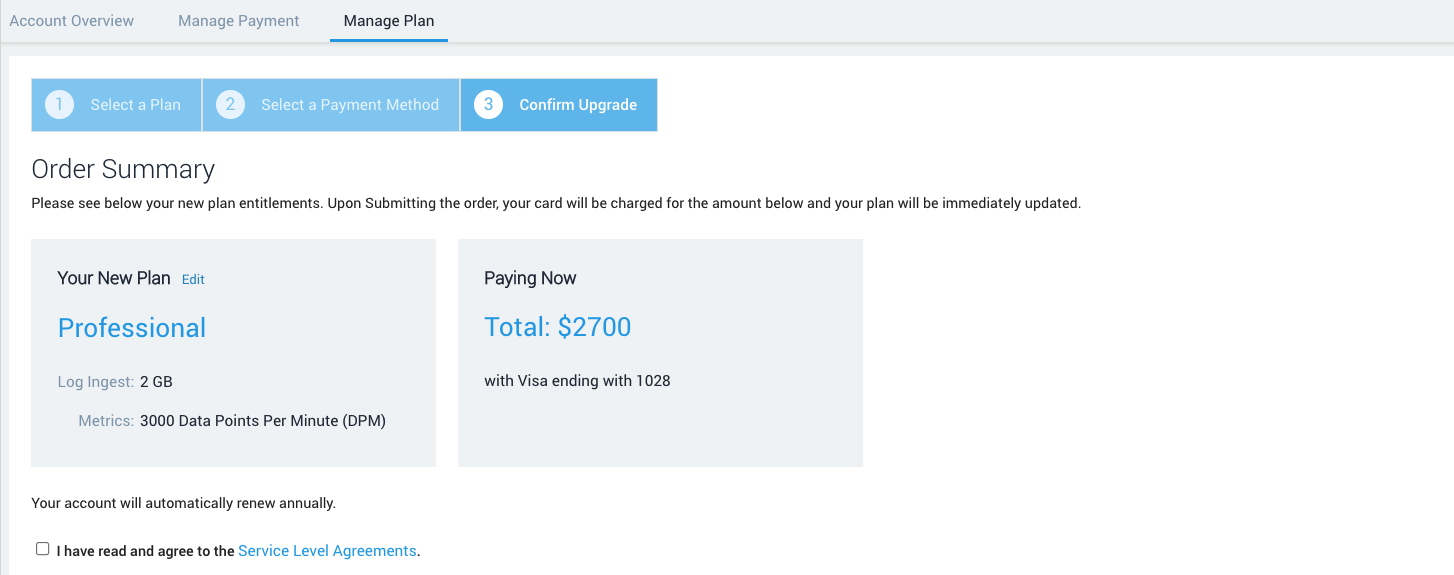 Account Overview Manage Payment Manage Plan
1 Select a Plan 2 Select a Payment Method 3 Confirm Upgrade
Order Summary
Please see below your new plan entitlements. Upon Submitting the order, your card will be charged for the amount below and your plan will be immediately updated.
Your New Plan Edit
Professional
Log Ingest: 2 GB
Metrics: 3000 Data Points Per Minute (DPM)
Paying Now
Total: $2700
with Visa ending with 1028
Your account will automatically renew annually.
I have read and agree to the Service Level Agreements.